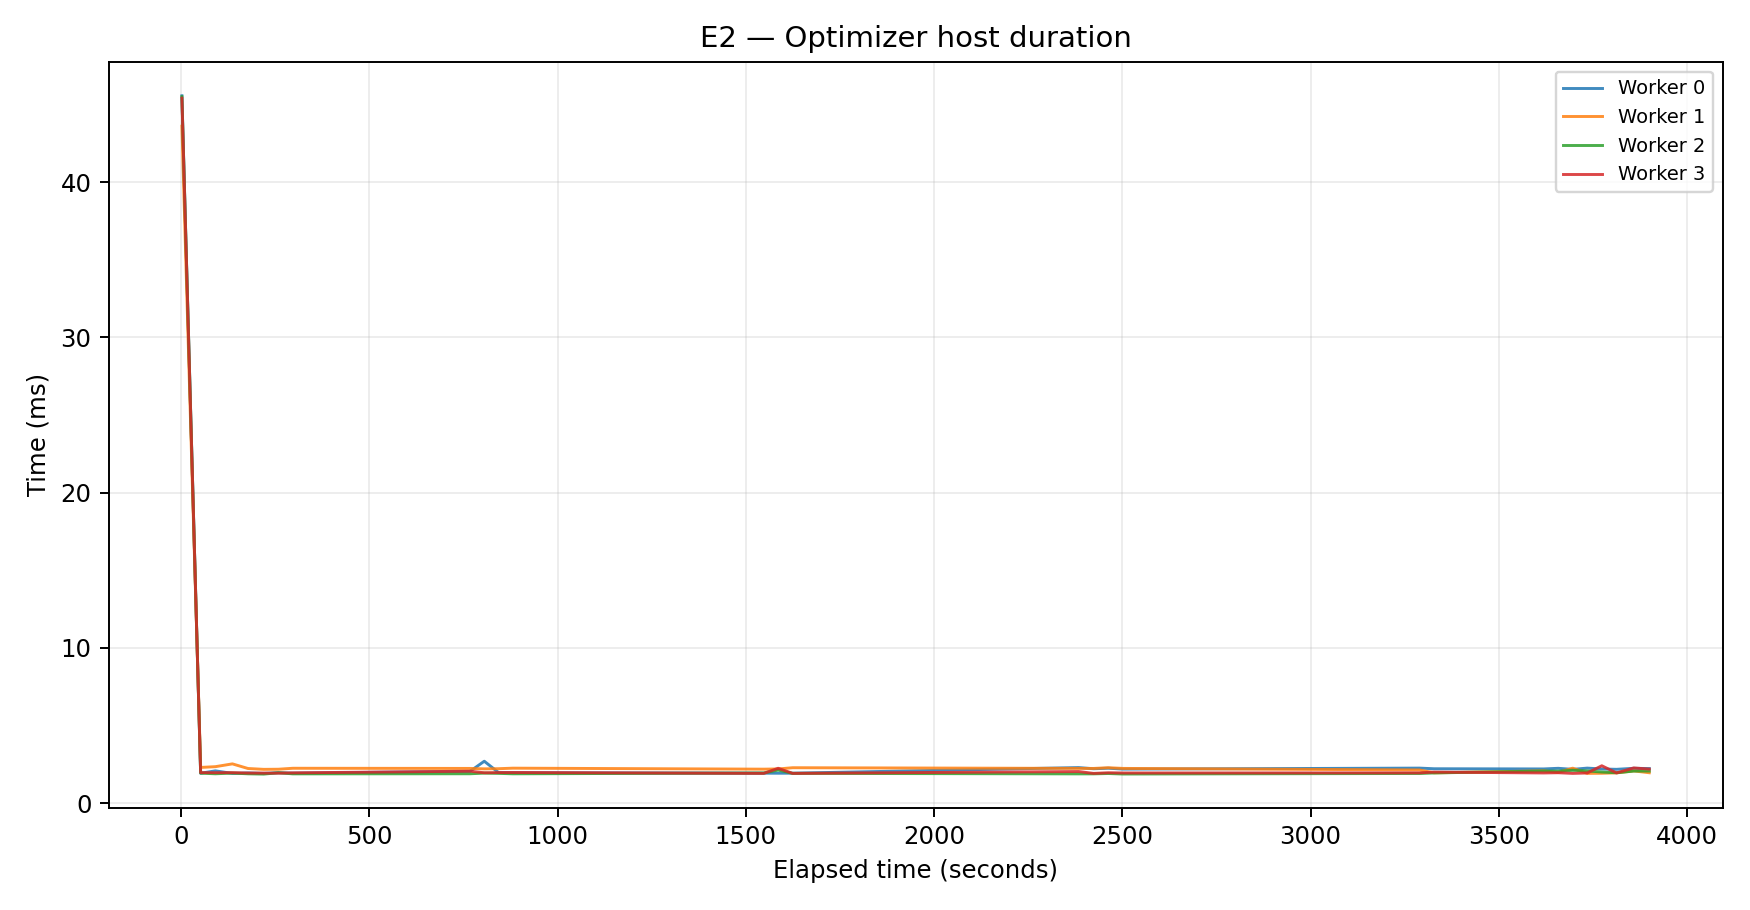 E2 — Optimizer host duration
Worker 0
Worker 1
Worker 2
Worker 3
Time (ms)
40
30
20
10
0
0 500 1000 1500 2000 2500 3000 3500 4000
Elapsed time (seconds)